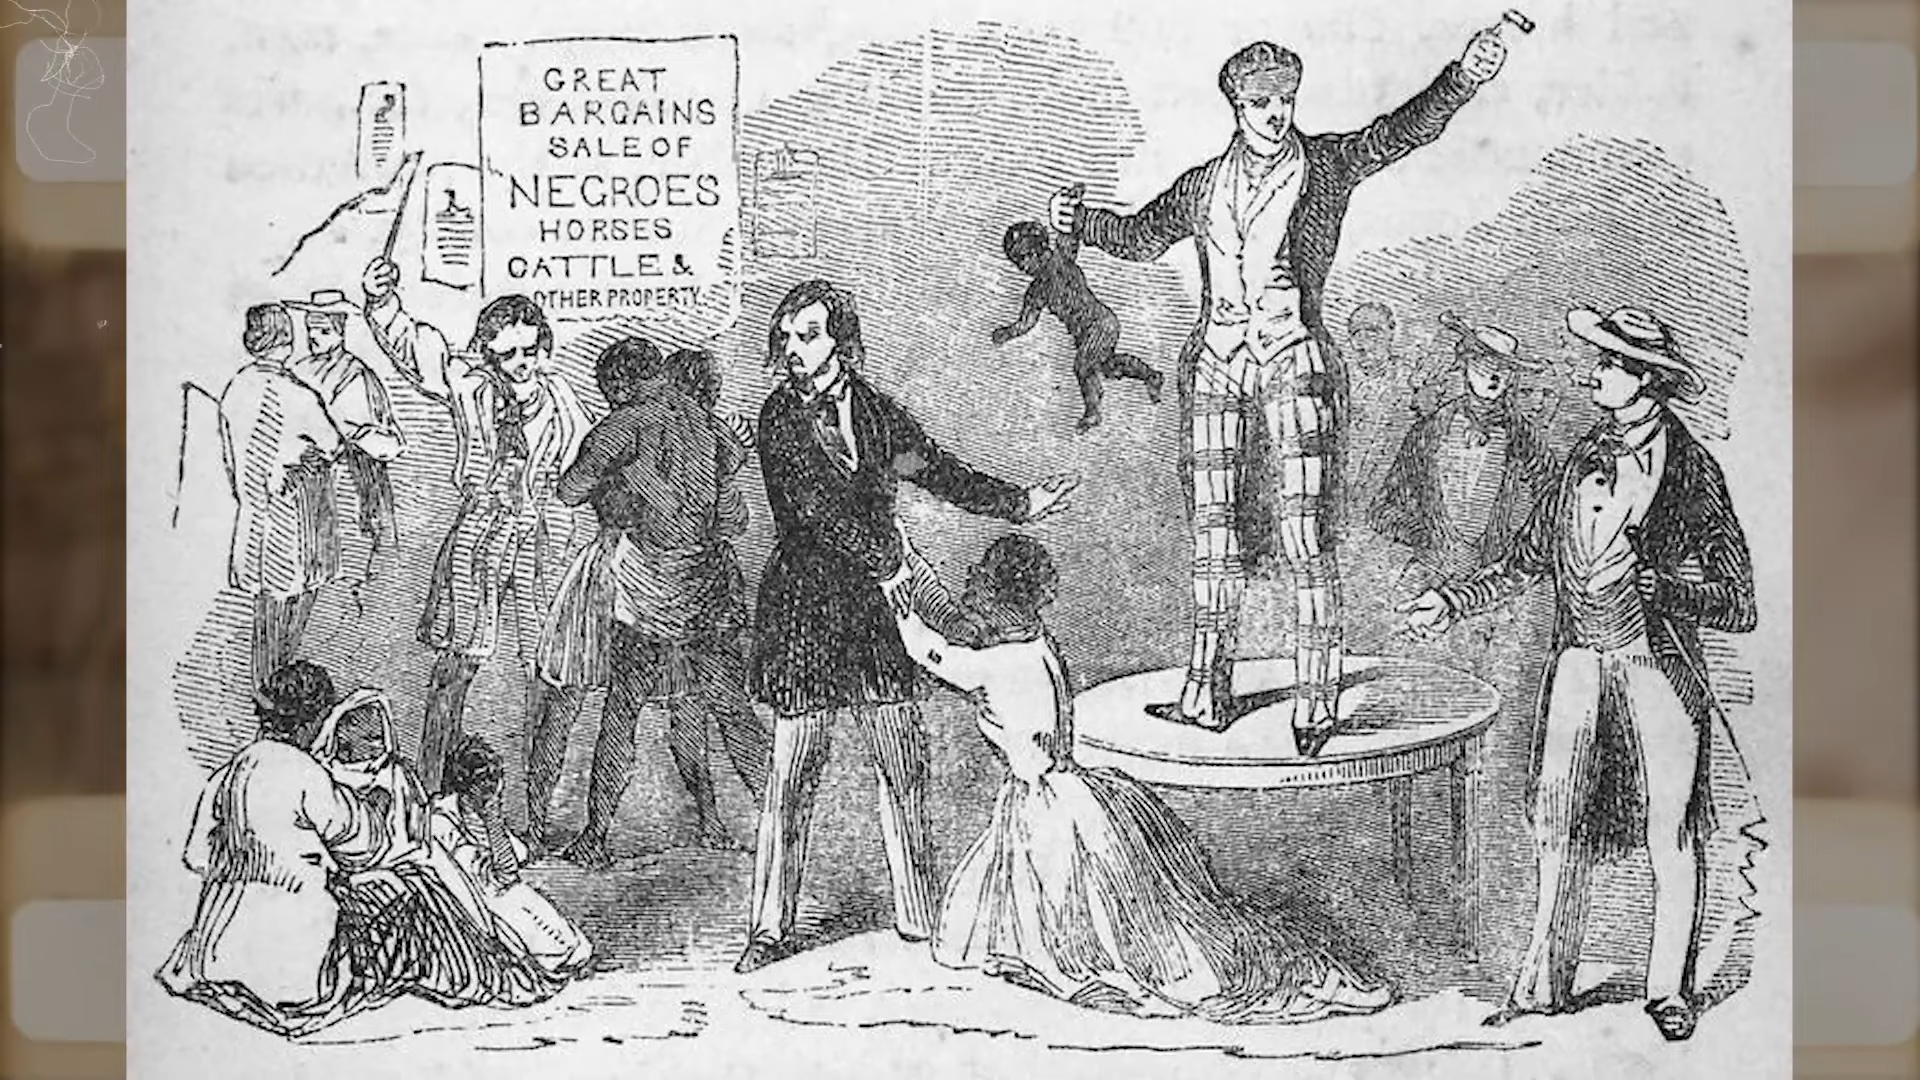 GREAT
BARGAINS
SALE OF
NEGROES
HORSES
CATTLE &
OTHER PROPERTY